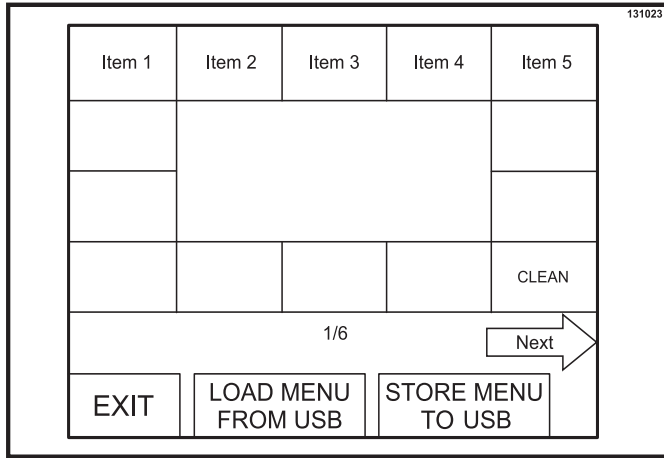 131023
Item 1
Item 2
Item 3
Item 4
Item 5
CLEAN
1/6
Next
EXIT
LOAD MENU
FROM USB
STORE MENU
TO USB